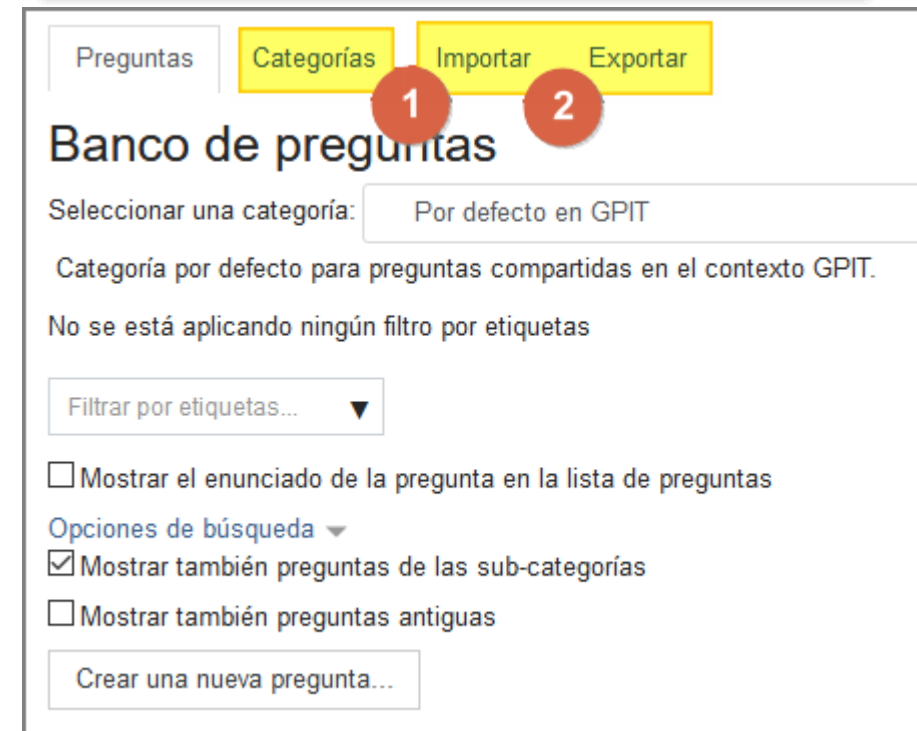 Preguntas Categorías Importar Exportar
1 2
Banco de preguntas
Seleccionar una categoría: Por defecto en GPIT
Categoría por defecto para preguntas compartidas en el contexto GPIT.
No se está aplicando ningún filtro por etiquetas
Filtrar por etiquetas... ▼
Mostrar el enunciado de la pregunta en la lista de preguntas
Opciones de búsqueda
Mostrar también preguntas de las sub-categorías
Mostrar también preguntas antiguas
Crear una nueva pregunta...